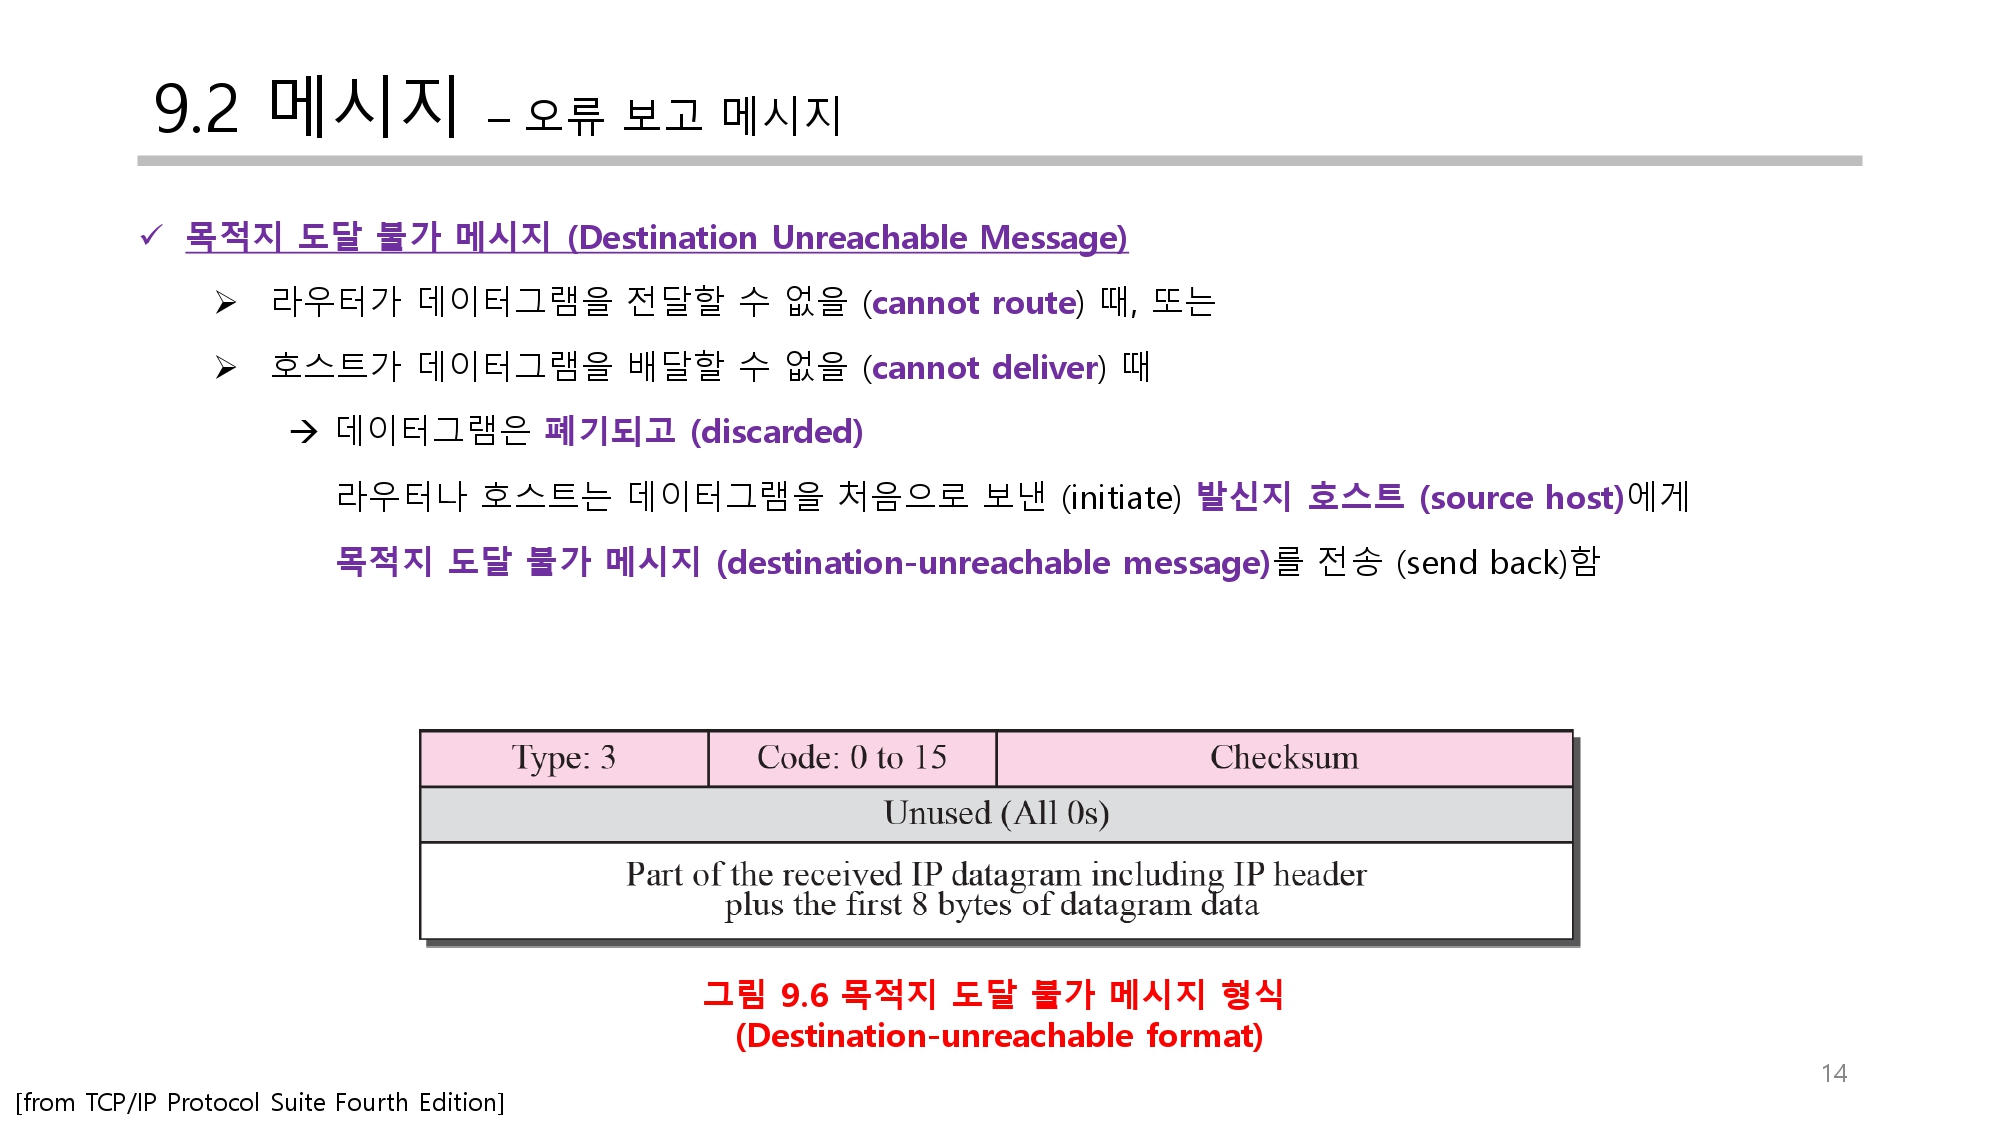 9.2 메시지 – 오류 보고 메시지
✓ 목적지 도달 불가 메시지 (Destination Unreachable Message)
➢ 라우터가 데이터그램을 전달할 수 없을 (cannot route) 때, 또는
➢ 호스트가 데이터그램을 배달할 수 없을 (cannot deliver) 때
→ 데이터그램은 폐기되고 (discarded)
라우터나 호스트는 데이터그램을 처음으로 보낸 (initiate) 발신지 호스트 (source host)에게
목적지 도달 불가 메시지 (destination-unreachable message)를 전송 (send back)함
Type: 3 Code: 0 to 15 Checksum
Unused (All 0s)
Part of the received IP datagram including IP header
plus the first 8 bytes of datagram data
그림 9.6 목적지 도달 불가 메시지 형식
(Destination-unreachable format)
14
[from TCP/IP Protocol Suite Fourth Edition]